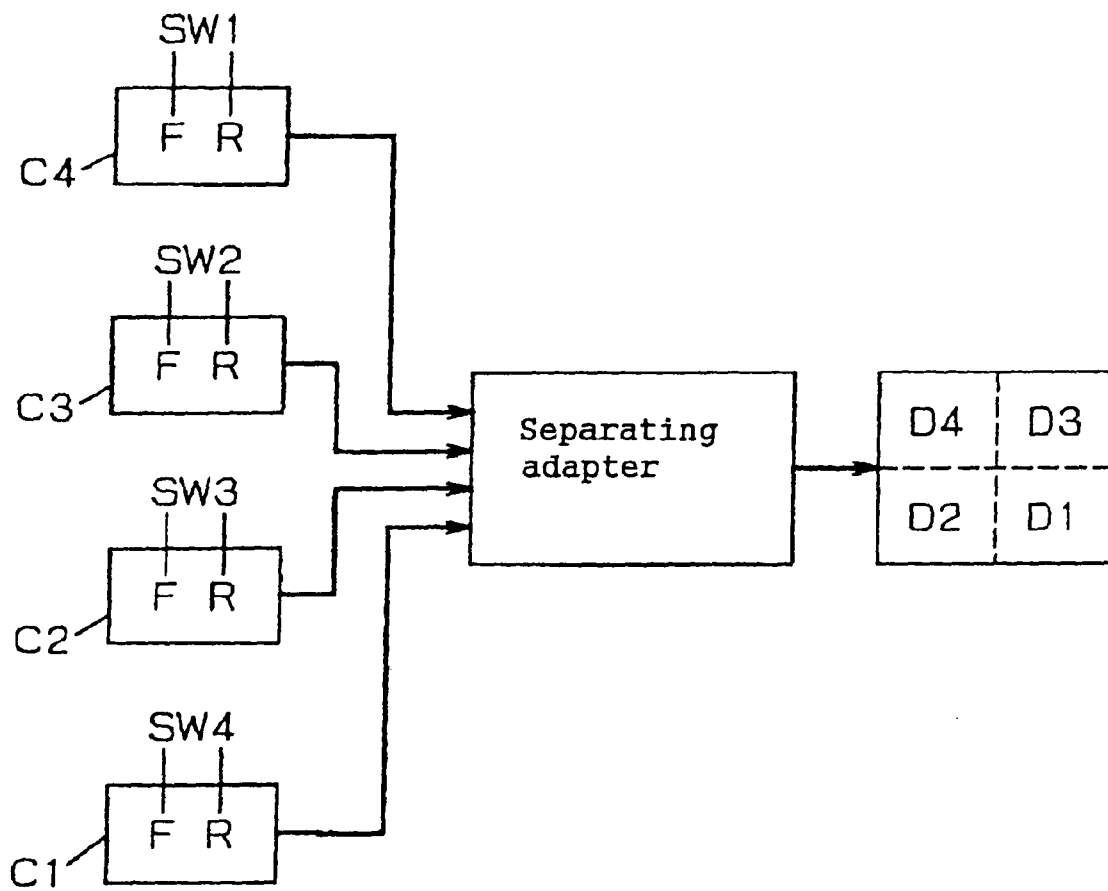 SW1
F R
C4
SW2
F R
C3
SW3
F R
C2
SW4
F R
C1
Separating
adapter
D4 D3
D2 D1